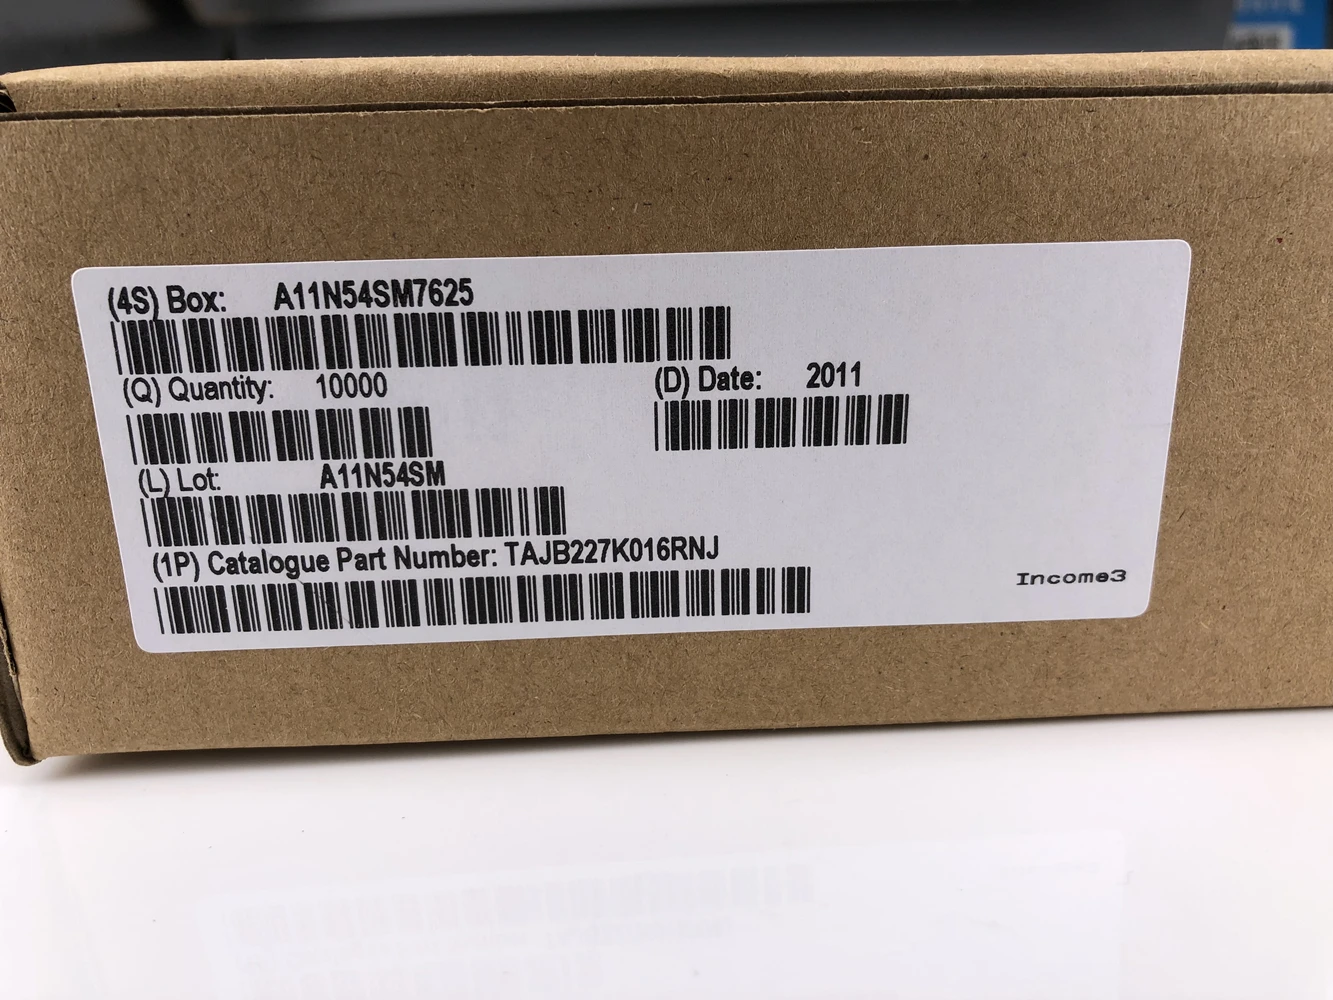 (4S) Box: A11N54SM7625
(Q) Quantity: 10000
(D) Date: 2011
(L) Lot: A11N54SM
(1P) Catalogue Part Number: TAJB227K016RNJ
Income3